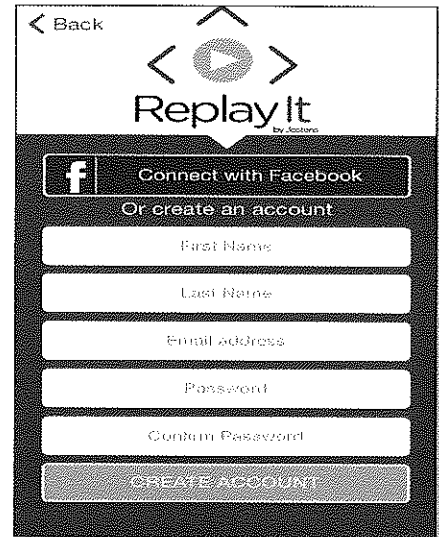 < Back
Replay It
by Jostens
f Connect with Facebook
Or create an account
First Name
Last Name
Email address
Password
Confirm Password
CREATE ACCOUNT